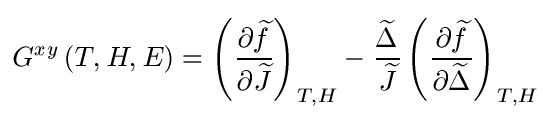 $G^{xy}(T,H,E) = \left(\frac{\partial \widetilde{f}}{\partial \widetilde{J}}\right)_{T,H} - \frac{\widetilde{\Delta}}{\widetilde{J}} \left(\frac{\partial \widetilde{f}}{\partial \widetilde{\Delta}}\right)_{T,H}$